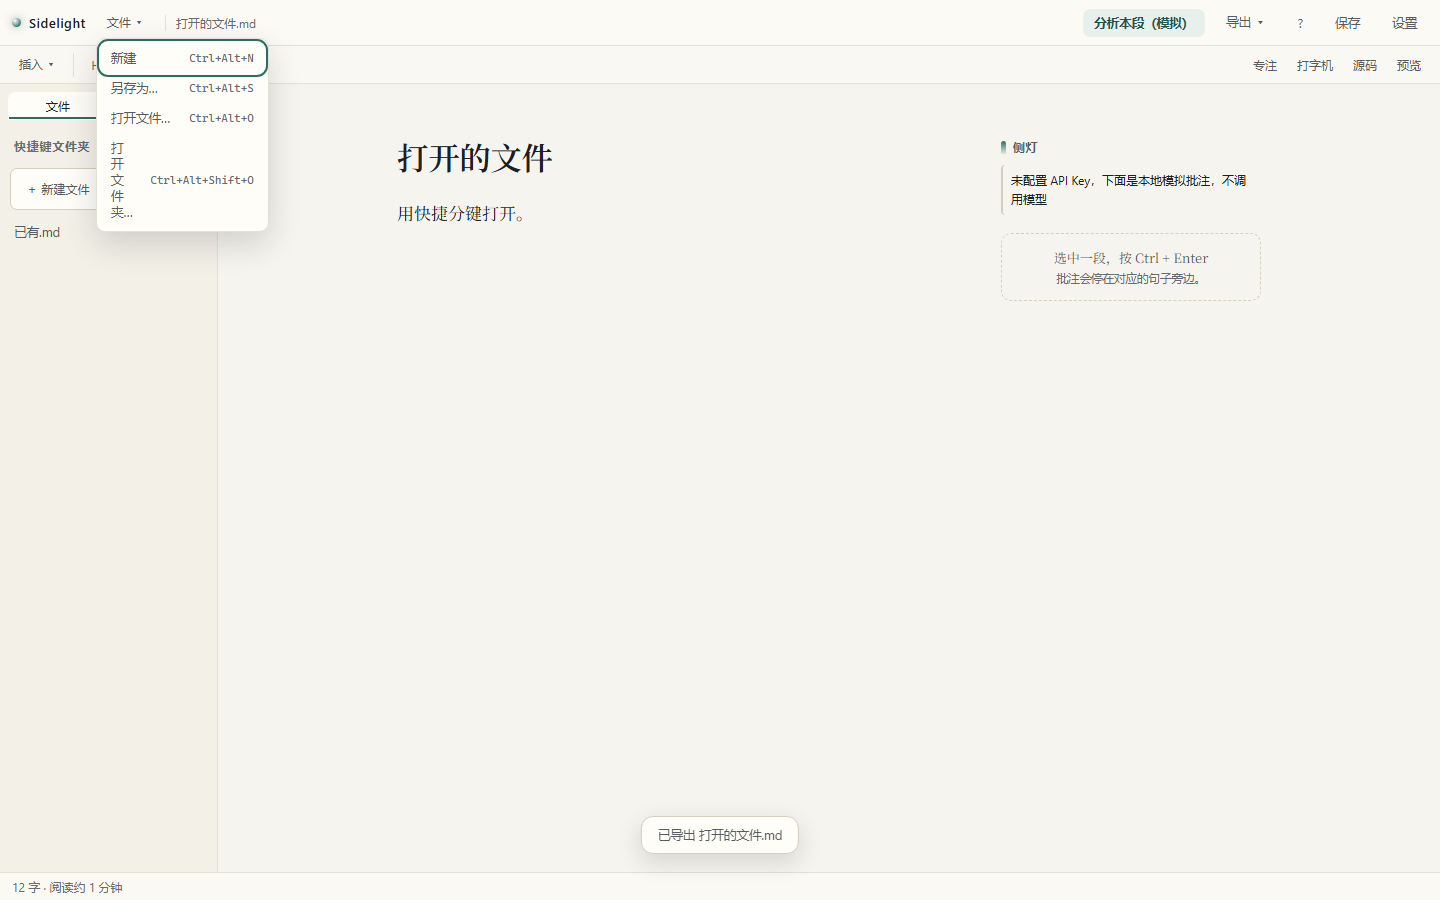 Sidelight
文件 ▾
打开的文件.md
分析本段（模拟）
导出 ▾
?
保存
设置
插入 ▾
专注
打字机
源码
预览
新建 Ctrl+Alt+N
另存为... Ctrl+Alt+S
打开文件... Ctrl+Alt+O
打
开
文
件
夹...
Ctrl+Alt+Shift+O
文件
快捷键文件夹
+ 新建文件
已有.md
打开的文件
用快捷分键打开。
侧灯
未配置 API Key，下面是本地模拟批注，不调
用模型
选中一段，按 Ctrl + Enter
批注会停在对应的句子旁边。
已导出 打开的文件.md
12 字 · 阅读约 1 分钟